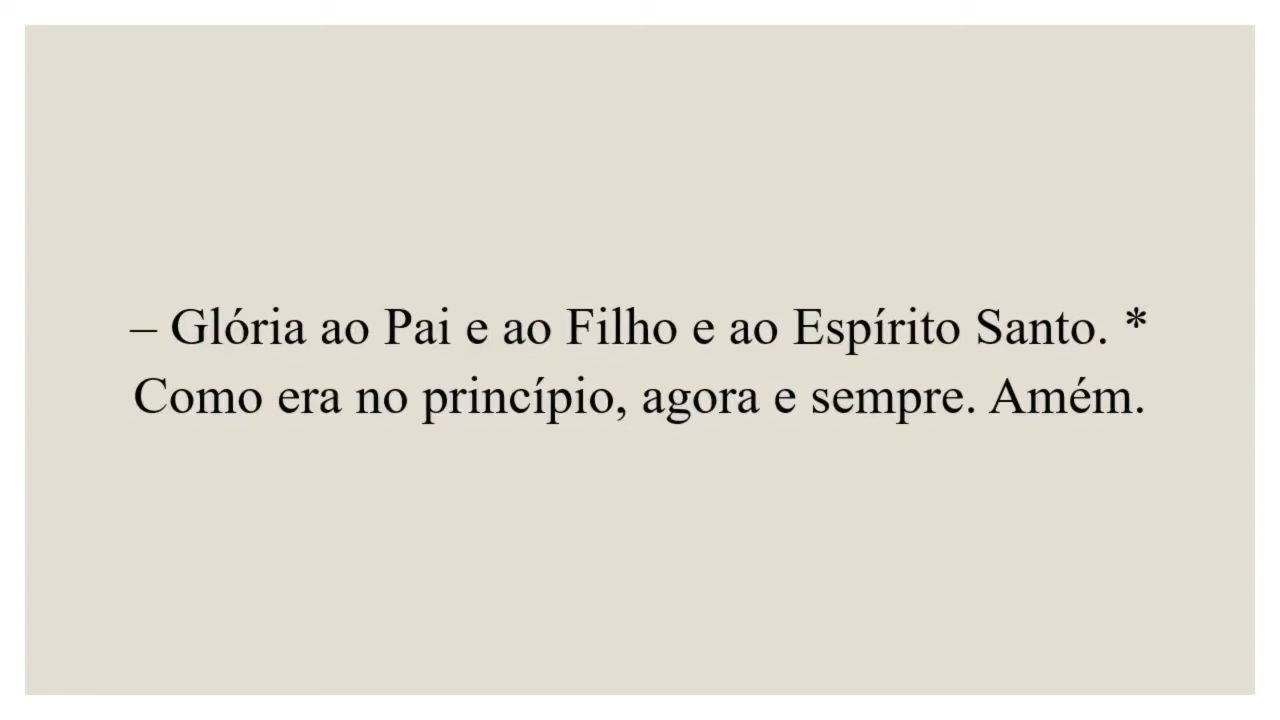 – Glória ao Pai e ao Filho e ao Espírito Santo. *
Como era no princípio, agora e sempre. Amém.